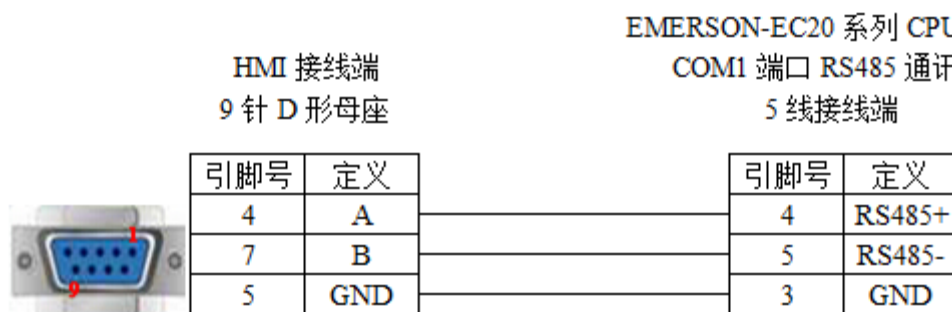 EMERSON-EC20 系列 CPU
HMI 接线端
COM1 端口 RS485 通讯
9 针 D 形母座
5 线接线端
引脚号 定义
引脚号 定义
4 A
4 RS485+
7 B
5 RS485-
5 GND
3 GND
1
9